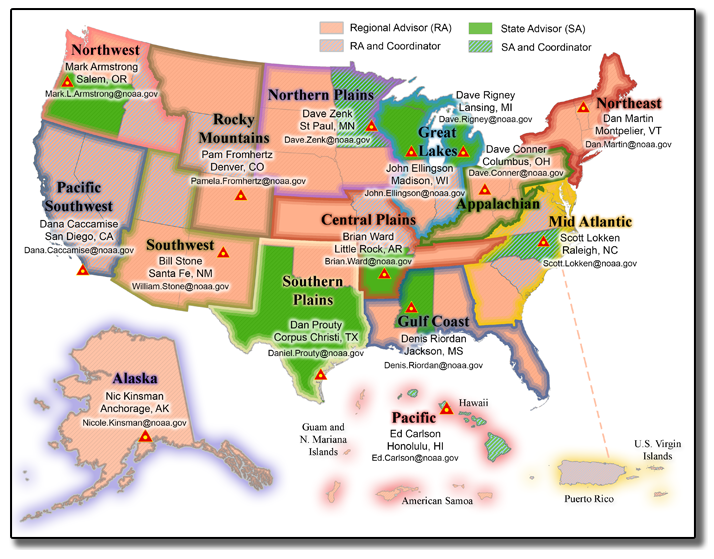 Regional Advisor (RA)
State Advisor (SA)
RA and Coordinator
SA and Coordinator
Northwest
Mark Armstrong
Salem, OR
Mark.L.Armstrong@noaa.gov
Rocky
Mountains
Pam Fromhertz
Denver, CO
Pamela.Fromhertz@noaa.gov
Northern Plains
Dave Zenk
St Paul, MN
Dave.Zenk@noaa.gov
Dave Rigney
Lansing, MI
Dave.Rigney@noaa.gov
Great
Lakes
John Ellingson
Madison, WI
John.Ellingson@noaa.gov
Northeast
Dan Martin
Montpelier, VT
Dan.Martin@noaa.gov
Dave Conner
Columbus, OH
Dave.Conner@noaa.gov
Appalachian
Pacific
Southwest
Dana Caccamise
San Diego, CA
Dana.Caccamise@noaa.gov
Southwest
Bill Stone
Santa Fe, NM
William.Stone@noaa.gov
Central Plains
Brian Ward
Little Rock, AR
Brian.Ward@noaa.gov
Mid Atlantic
Scott Lokken
Raleigh, NC
Scott.Lokken@noaa.gov
Southern
Plains
Dan Prouty
Corpus Christi, TX
Daniel.Prouty@noaa.gov
Gulf Coast
Denis Riordan
Jackson, MS
Denis.Riordan@noaa.gov
Alaska
Nic Kinsman
Anchorage, AK
Nicole.Kinsman@noaa.gov
Guam and
N. Mariana
Islands
Hawaii
Pacific
Ed Carlson
Honolulu, HI
Ed.Carlson@noaa.gov
American Samoa
U.S. Virgin
Islands
Puerto Rico